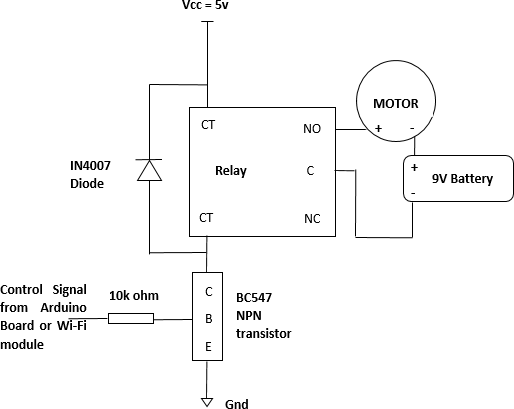 Vcc = 5v
CT
NO
MOTOR
+ -
IN4007
Diode
Relay
C
+
9V Battery
-
CT
NC
Control Signal
from Arduino
Board or Wi-Fi
module
10k ohm
C
B
E
BC547
NPN
transistor
Gnd